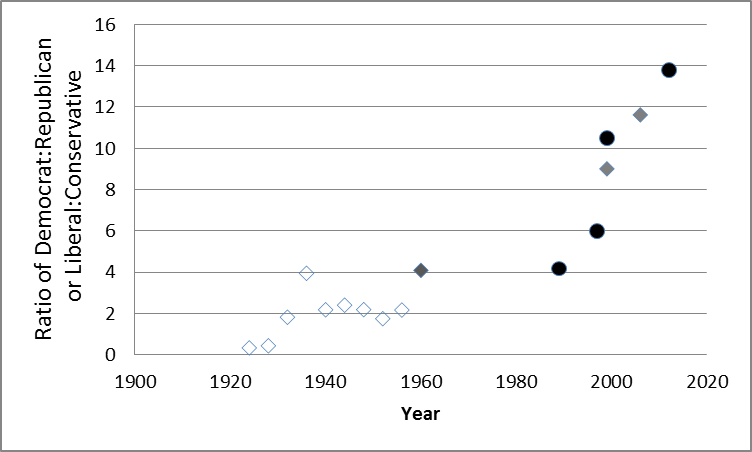 Ratio of Democrat:Republican
or Liberal:Conservative
16
14
12
10
8
6
4
2
0
1900 1920 1940 1960 1980 2000 2020
Year